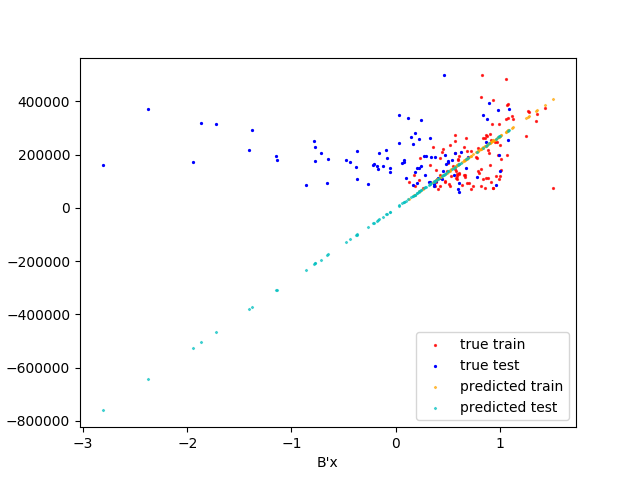 400000
200000
0
−200000
−400000
−600000
−800000
−3
−2
−1
0
1
B'x
true train
true test
predicted train
predicted test